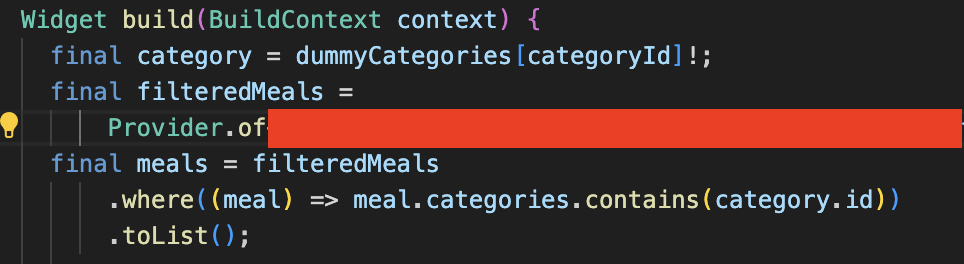 Widget build(BuildContext context) {
final category = dummyCategories[categoryId]!;
final filteredMeals =
Provider.of
final meals = filteredMeals
.where((meal) => meal.categories.contains(category.id))
.toList();